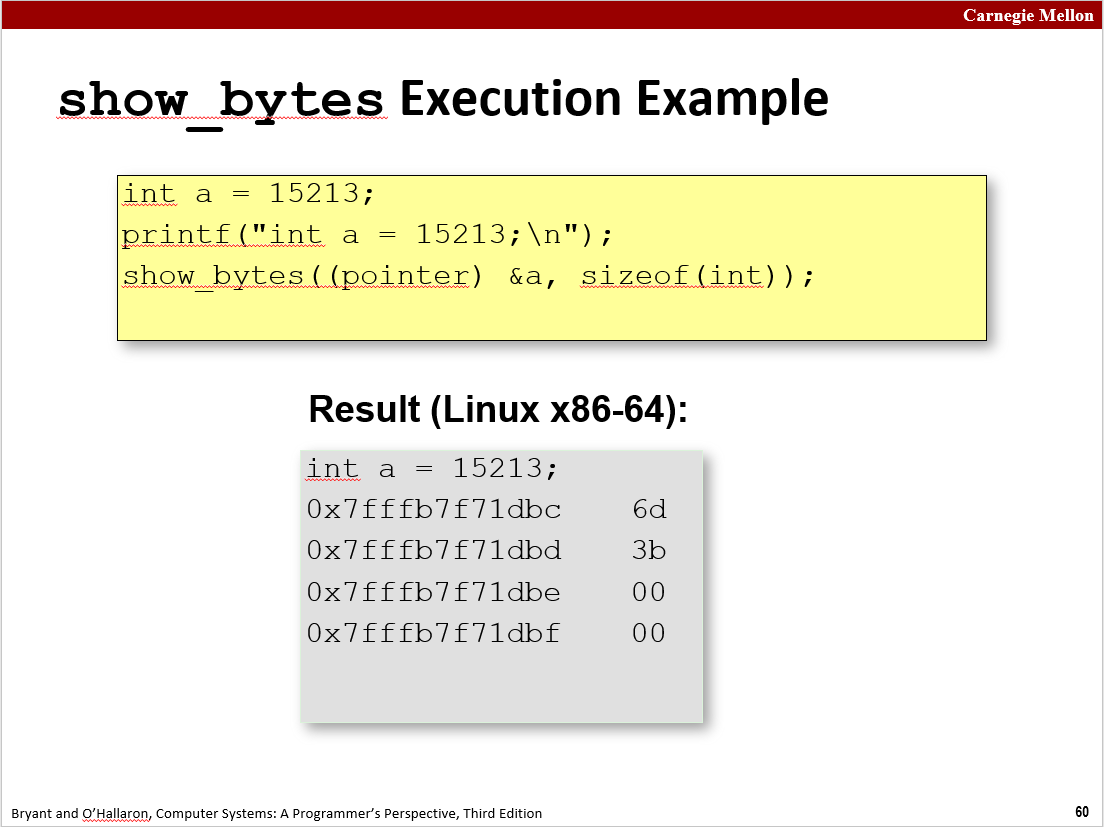 Carnegie Mellon
show_bytes Execution Example
int a = 15213;
printf("int a = 15213;\n");
show_bytes((pointer) &a, sizeof(int));
Result (Linux x86-64):
int a = 15213;
0x7fffb7f71dbc 6d
0x7fffb7f71dbd 3b
0x7fffb7f71dbe 00
0x7fffb7f71dbf 00
Bryant and O’Hallaron, Computer Systems: A Programmer’s Perspective, Third Edition
60